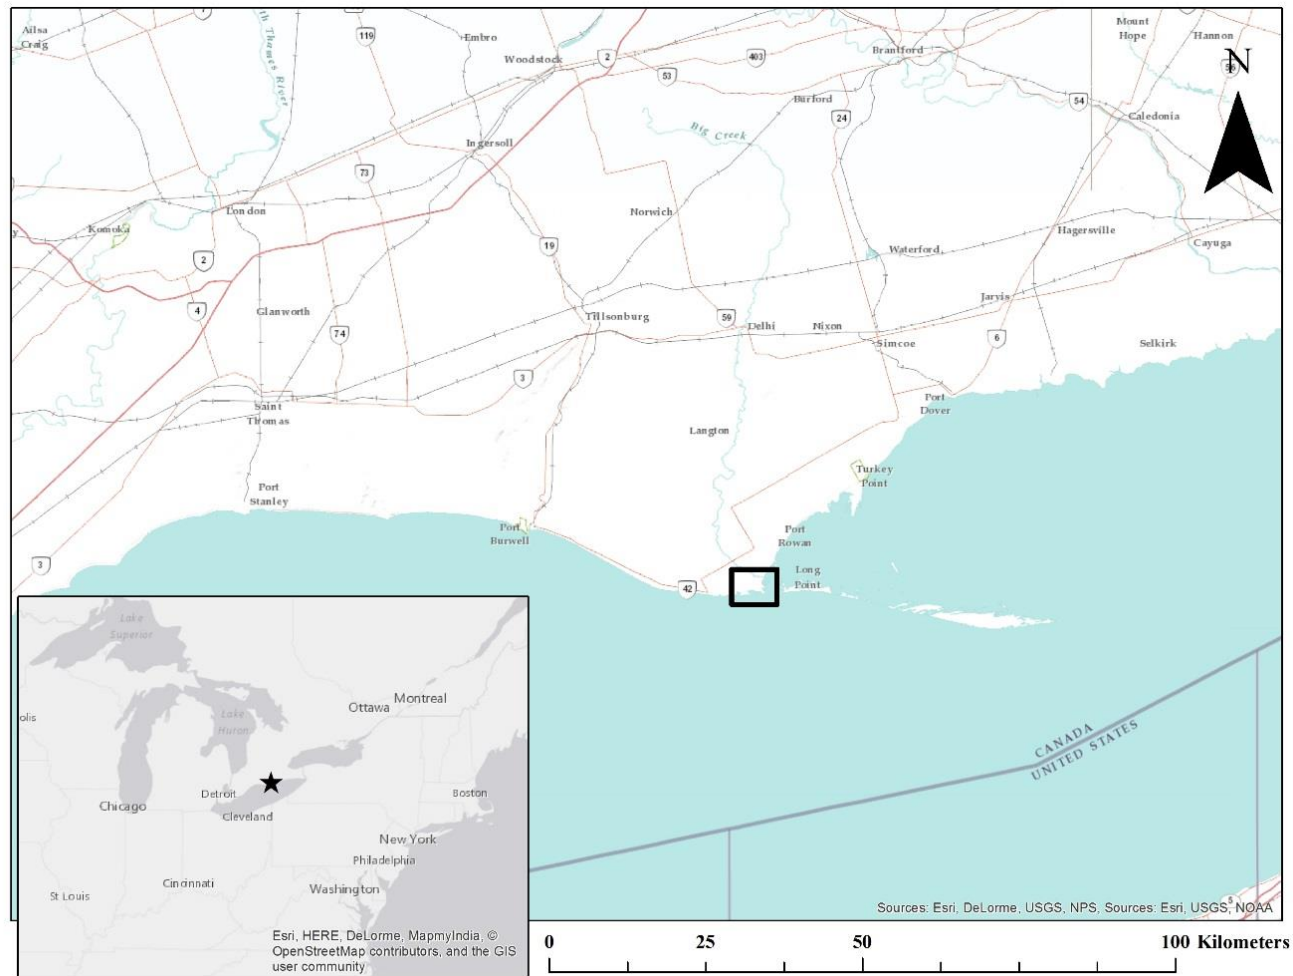 Ailsa
Craig
119
Embro
Woodstock
2
53
403
Brantford
Mount
Hope
Hannon
N
th Thames River
Burford
24
54
Caledonia
Big Creek
Ingersoll
73
London
Norwich
Komoka
2
19
Waterford
Hagersville
Cayuga
4
Glanworth
74
Tillsonburg
59
Delhi
Nixon
Jarvis
6
Simcoe
Selkirk
3
Saint
Thomas
Langton
Port
Dover
Turkey
Point
Port
Stanley
Port
Burwell
Port
Rowan
3
42
Long
Point
CANADA
UNITED STATES
Lake
Superior
Ottawa
Montreal
olis
Lake
Huron
Detroit
Chicago
Cleveland
Boston
New York
Philadelphia
Cincinnati
Washington
St Louis
5
Sources: Esri, DeLorme, USGS, NPS, Sources: Esri, USGS, NOAA
Esri, HERE, DeLorme, MapmyIndia, ©
OpenStreetMap contributors, and the GIS
user community
0 25 50 100 Kilometers